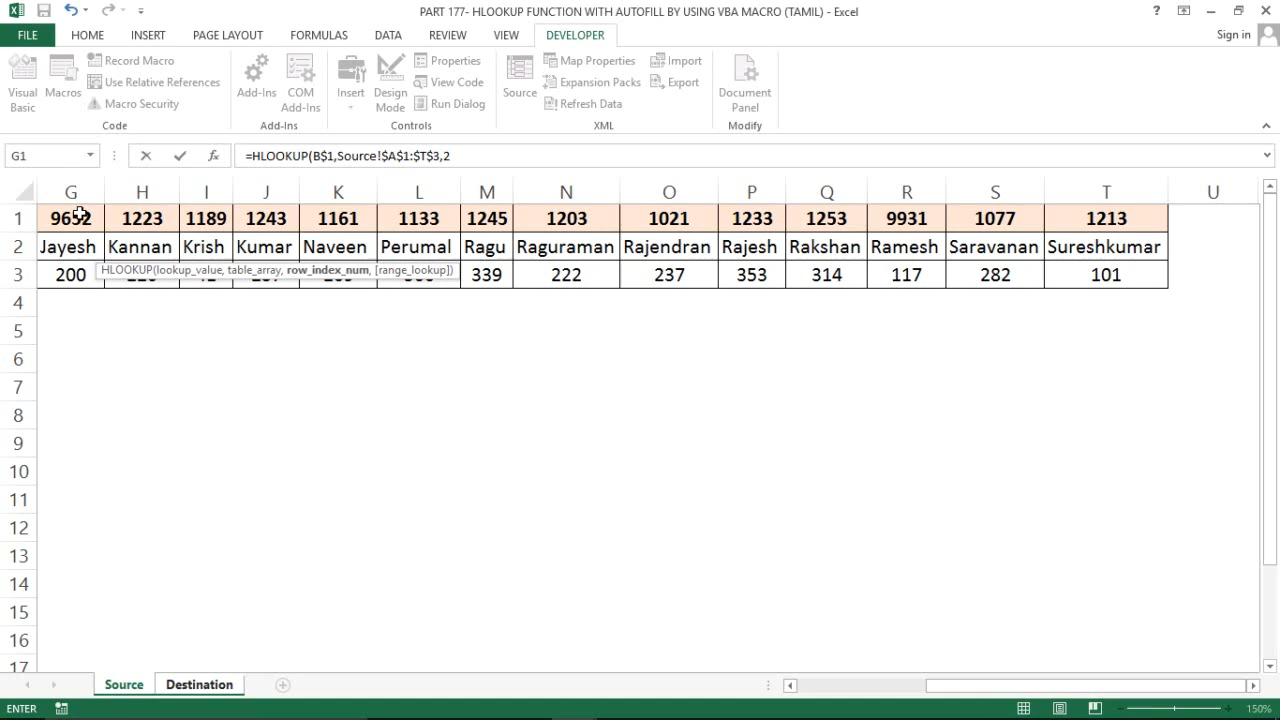 PART 177- HLOOKUP FUNCTION WITH AUTOFILL BY USING VBA MACRO (TAMIL) - Excel
FILE HOME INSERT PAGE LAYOUT FORMULAS DATA REVIEW VIEW DEVELOPER Sign in
Visual Basic
Macros
Record Macro
Use Relative References
Macro Security
Code
Add-Ins
COM Add-Ins
Add-Ins
Insert
Design Mode
Properties
View Code
Run Dialog
Controls
Source
Map Properties
Expansion Packs
Refresh Data
Import
Export
XML
Document Panel
Modify
G1 fx =HLOOKUP(B$1,Source!$A$1:$T$3,2
G H I J K L M N O P Q R S T U
1 9652 1223 1189 1243 1161 1133 1245 1203 1021 1233 1253 9931 1077 1213
2 Jayesh Kannan Krish Kumar Naveen Perumal Ragu Raguraman Rajendran Rajesh Rakshan Ramesh Saravanan Sureshkumar
HLOOKUP(lookup_value, table_array, row_index_num, [range_lookup])
3 200 339 222 237 353 314 117 282 101
4
5
6
7
8
9
10
11
12
13
14
15
16
17
Source Destination
ENTER 150%